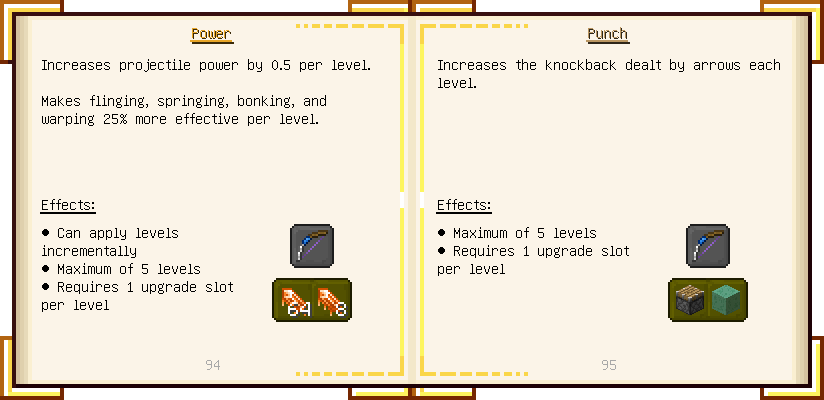 Power
Increases projectile power by 0.5 per level.
Makes flinging, springing, bonking, and
warping 25% more effective per level.
Effects:
● Can apply levels
incrementally
● Maximum of 5 levels
● Requires 1 upgrade slot
per level
64 8
94
Punch
Increases the knockback dealt by arrows each
level.
Effects:
● Maximum of 5 levels
● Requires 1 upgrade slot
per level
95